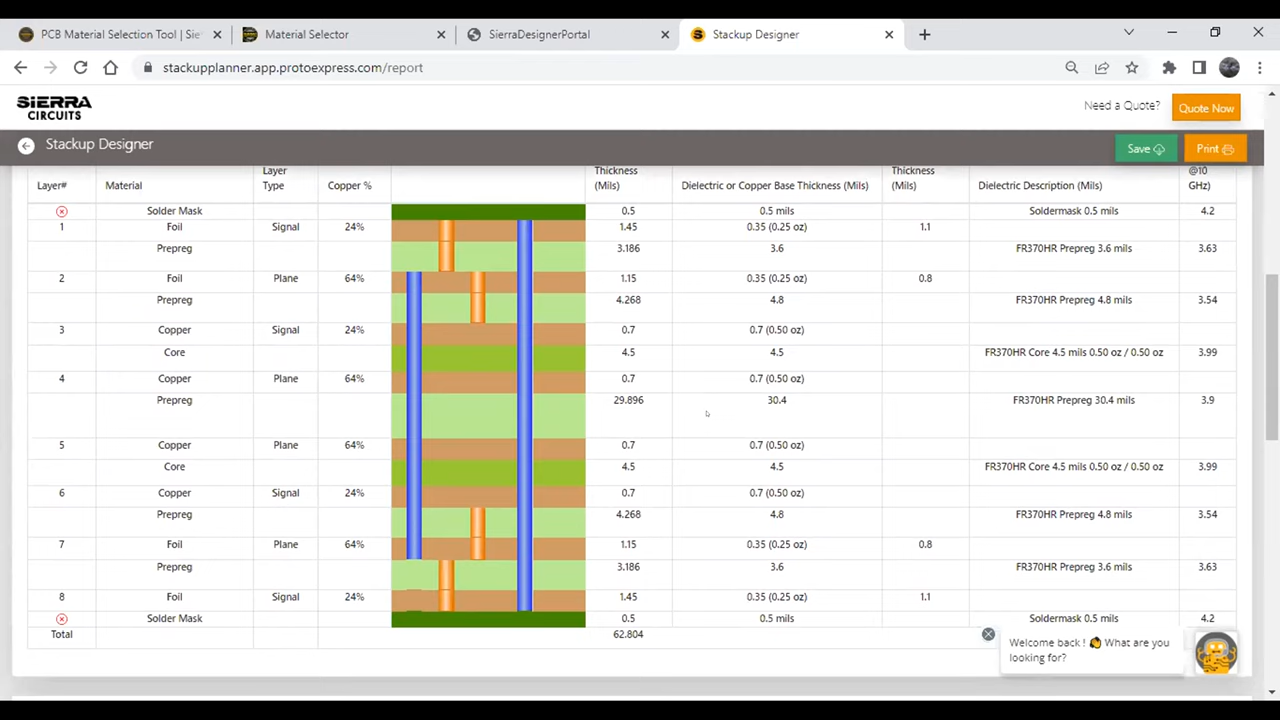 PCB Material Selection Tool | Sie
Material Selector
SierraDesignerPortal
Stackup Designer
stackupplanner.app.protoexpress.com/report
SIERRA
CIRCUITS
Need a Quote?
Quote Now
Stackup Designer
Save
Print
Layer# Material Layer Type Copper % Thickness (Mils) Dielectric or Copper Base Thickness (Mils) Thickness (Mils) Dielectric Description (Mils) @10 GHz
Solder Mask 0.5 0.5 mils Soldermask 0.5 mils 4.2
1 Foil Signal 24% 1.45 0.35 (0.25 oz) 1.1
Prepreg 3.186 3.6 FR370HR Prepreg 3.6 mils 3.63
2 Foil Plane 64% 1.15 0.35 (0.25 oz) 0.8
Prepreg 4.268 4.8 FR370HR Prepreg 4.8 mils 3.54
3 Copper Signal 24% 0.7 0.7 (0.50 oz)
Core 4.5 4.5 FR370HR Core 4.5 mils 0.50 oz / 0.50 oz 3.99
4 Copper Plane 64% 0.7 0.7 (0.50 oz)
Prepreg 29.896 30.4 FR370HR Prepreg 30.4 mils 3.9
5 Copper Plane 64% 0.7 0.7 (0.50 oz)
Core 4.5 4.5 FR370HR Core 4.5 mils 0.50 oz / 0.50 oz 3.99
6 Copper Signal 24% 0.7 0.7 (0.50 oz)
Prepreg 4.268 4.8 FR370HR Prepreg 4.8 mils 3.54
7 Foil Plane 64% 1.15 0.35 (0.25 oz) 0.8
Prepreg 3.186 3.6 FR370HR Prepreg 3.6 mils 3.63
8 Foil Signal 24% 1.45 0.35 (0.25 oz) 1.1
Solder Mask 0.5 0.5 mils Soldermask 0.5 mils 4.2
Total 62.804
Welcome back ! 👋 What are you
looking for?